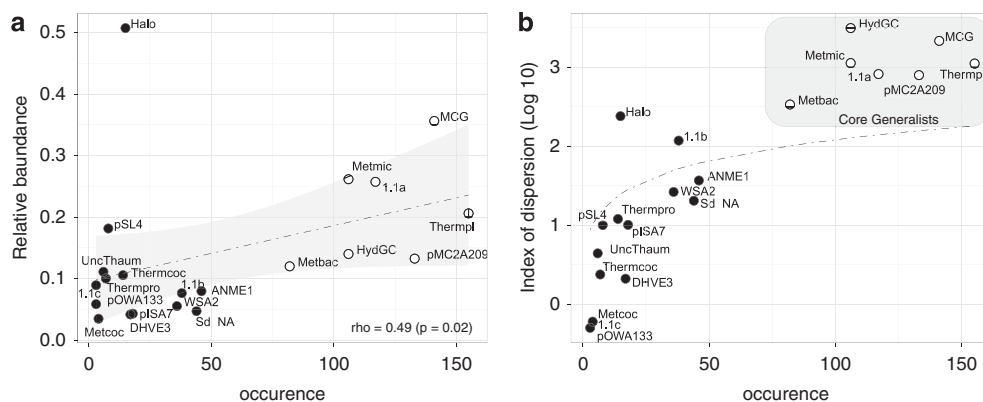 a
Relative baundance
0.5
0.4
0.3
0.2
0.1
0.0
Halo
MCG
Metmic
1.1a
pSL4
Thermpl
UncThaum
Thermcoc
Metbac
HydGC
pMC2A209
Thermpro
1.1c
pOWA133
1.1b
ANME1
WSA2
pISA7
Sd NA
Metcoc
DHVE3
rho = 0.49 (p = 0.02)
0
50
100
150
occurence
b
Index of dispersion (Log 10)
3
2
1
0
HydGC
MCG
Metmic
1.1a
Thermp
pMC2A209
Metbac
Core Generalists
Halo
1.1b
ANME1
WSA2
Sd NA
pSL4
Thermpro
pISA7
UncThaum
Thermcoc
DHVE3
Metcoc
1.1c
pOWA133
0
50
100
150
occurence